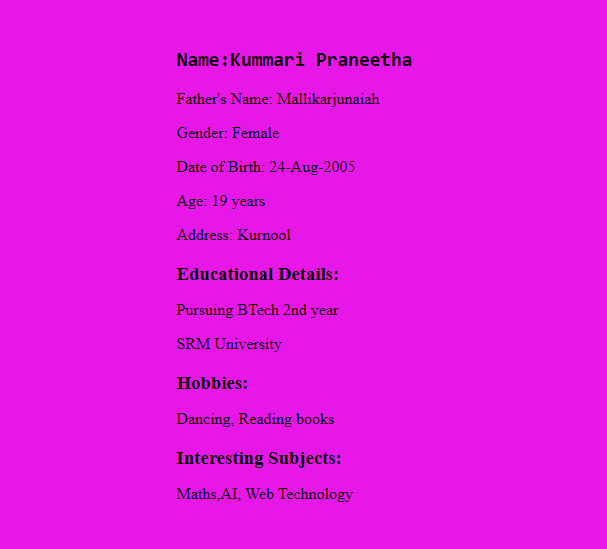 Name:Kummari Praneetha
Father's Name: Mallikarjunaiah
Gender: Female
Date of Birth: 24-Aug-2005
Age: 19 years
Address: Kurnool
Educational Details:
Pursuing BTech 2nd year
SRM University
Hobbies:
Dancing, Reading books
Interesting Subjects:
Maths,AI, Web Technology